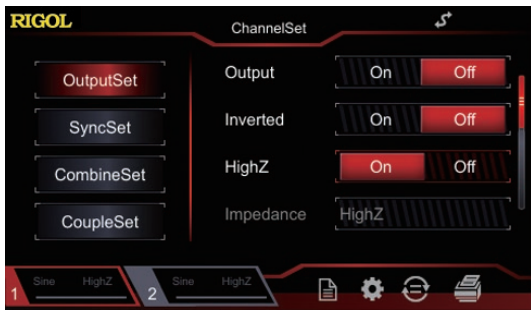 RIGOL
ChannelSet
OutputSet
Output On Off
SyncSet
Inverted On Off
CombineSet
HighZ On Off
CoupleSet
Impedance HighZ
1 Sine HighZ
2 Sine HighZ